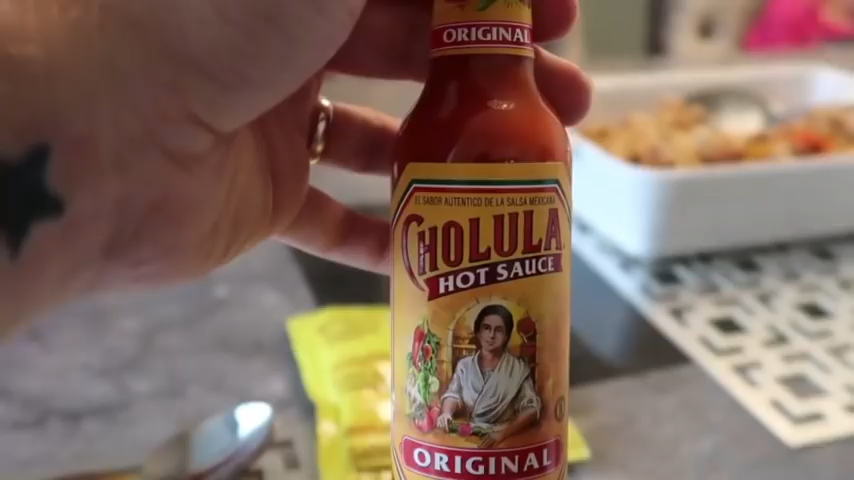 ORIGINAL
EL SABOR AUTENTICO DE LA SALSA MEXICANA
CHOLULA
HOT SAUCE
ORIGINAL